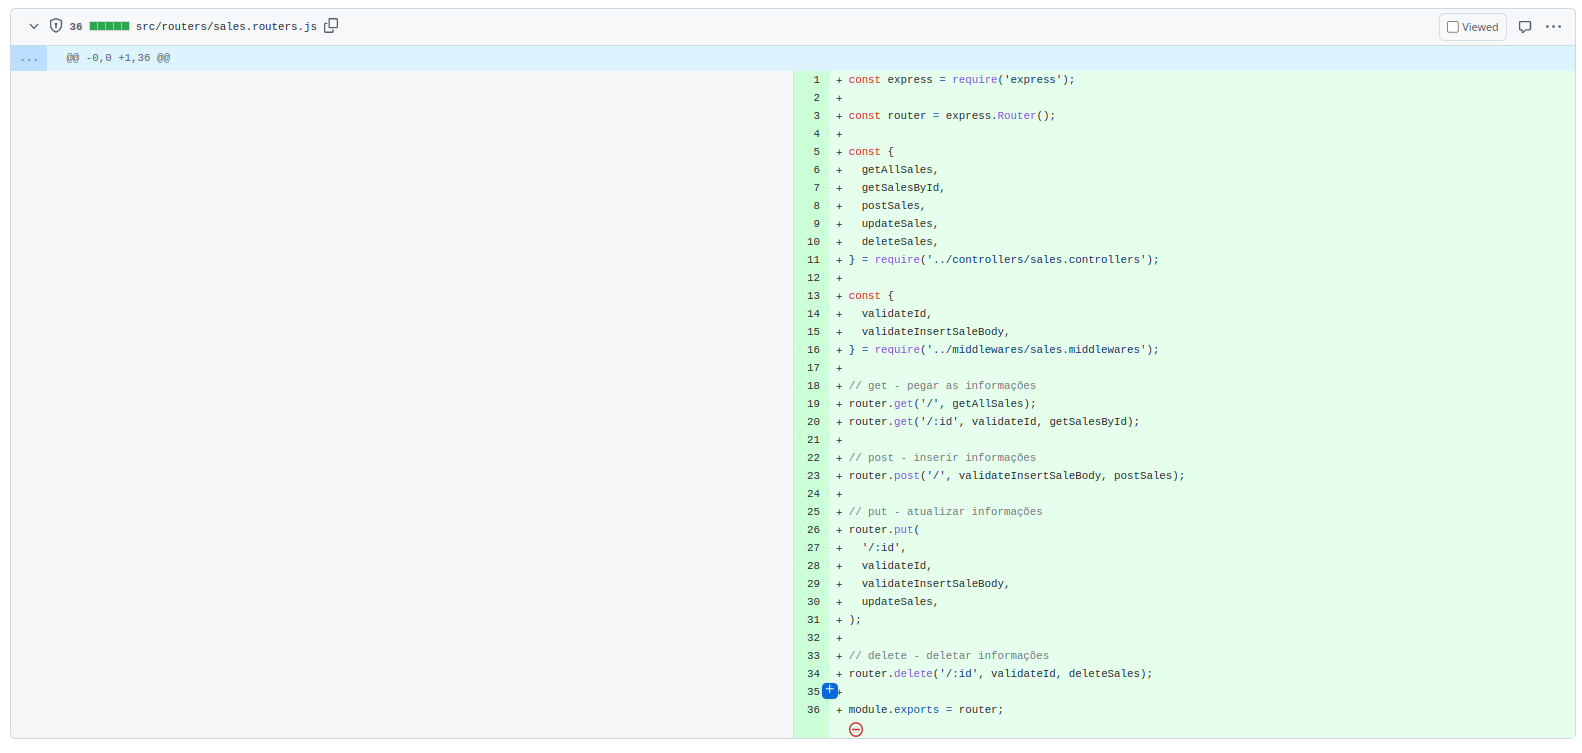 36 src/routers/sales.routers.js Viewed
... @@ -0,0 +1,36 @@
1 + const express = require('express');
2 +
3 + const router = express.Router();
4 +
5 + const {
6 +   getAllSales,
7 +   getSalesById,
8 +   postSales,
9 +   updateSales,
10 +   deleteSales,
11 + } = require('../controllers/sales.controllers');
12 +
13 + const {
14 +   validateId,
15 +   validateInsertSaleBody,
16 + } = require('../middlewares/sales.middlewares');
17 +
18 + // get - pegar as informações
19 + router.get('/', getAllSales);
20 + router.get('/:id', validateId, getSalesById);
21 +
22 + // post - inserir informações
23 + router.post('/', validateInsertSaleBody, postSales);
24 +
25 + // put - atualizar informações
26 + router.put(
27 +   '/:id',
28 +   validateId,
29 +   validateInsertSaleBody,
30 +   updateSales,
31 + );
32 +
33 + // delete - deletar informações
34 + router.delete('/:id', validateId, deleteSales);
35 +
36 + module.exports = router;